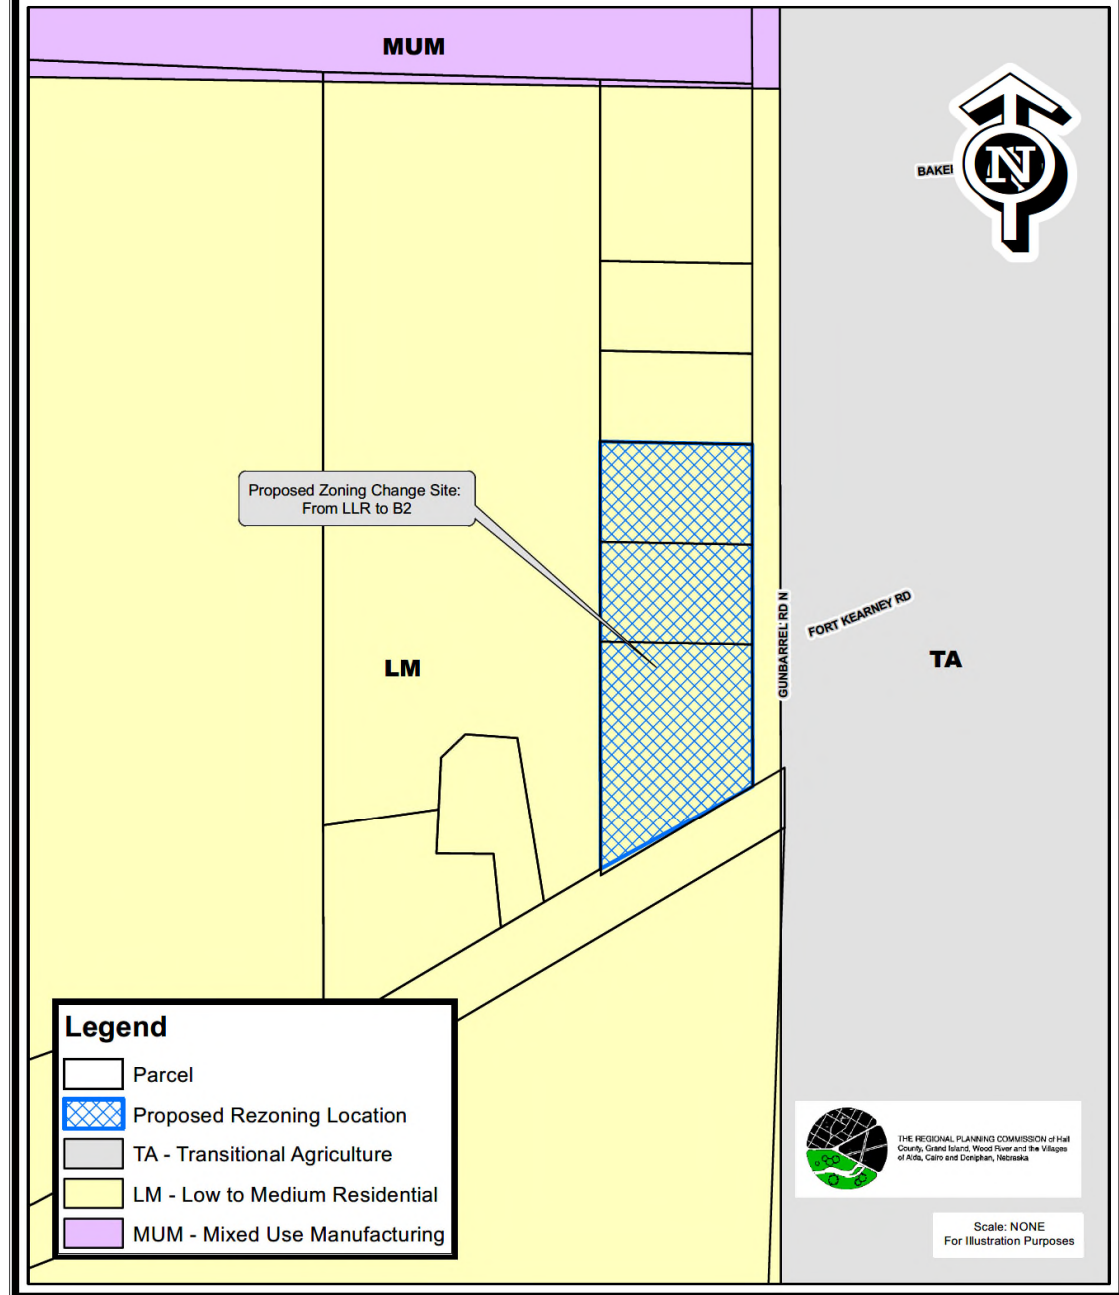 MUM
N
BAKE
Proposed Zoning Change Site:
From LLR to B2
GUNBARREL RD N
FORT KEARNEY RD
LM
TA
Legend
Parcel
Proposed Rezoning Location
TA - Transitional Agriculture
LM - Low to Medium Residential
MUM - Mixed Use Manufacturing
THE REGIONAL PLANNING COMMISSION of Hall
County, Grand Island, Wood River and the Villages
of Alda, Cairo and Doniphan, Nebraska
Scale: NONE
For Illustration Purposes